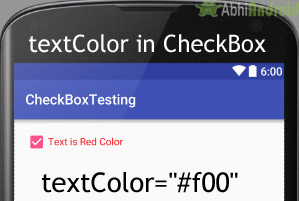 AbhiAndroid
textColor in CheckBox
6:00
CheckBoxTesting
Text is Red Color
textColor="#f00"